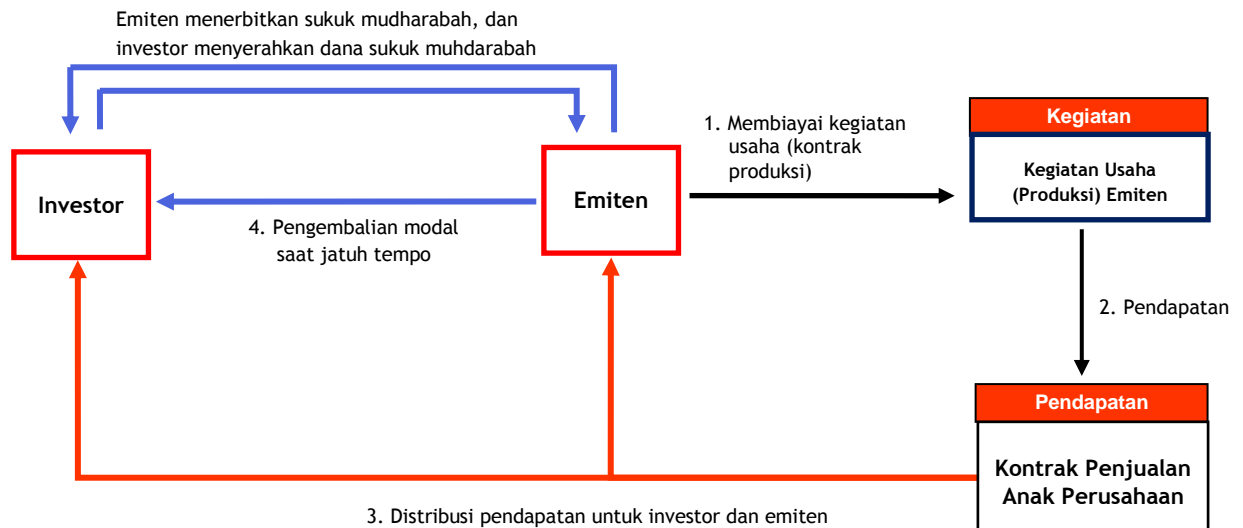 Emiten menerbitkan sukuk mudharabah, dan
investor menyerahkan dana sukuk muhdarabah
Investor
Emiten
1. Membiayai kegiatan
usaha (kontrak
produksi)
Kegiatan
Kegiatan Usaha
(Produksi) Emiten
4. Pengembalian modal
saat jatuh tempo
2. Pendapatan
Pendapatan
Kontrak Penjualan
Anak Perusahaan
3. Distribusi pendapatan untuk investor dan emiten